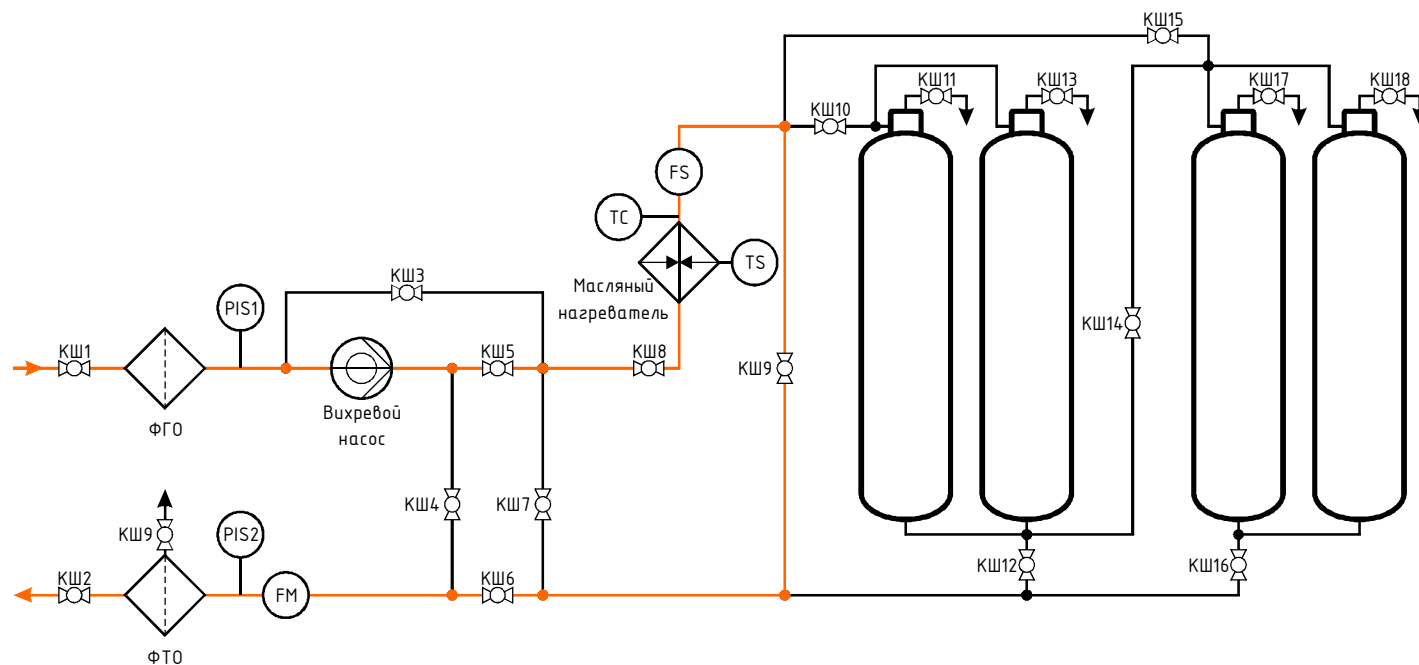 КШ15
КШ11
КШ13
КШ17
КШ18
КШ10
FS
TC
TS
Масляный
нагреватель
КШ3
PIS1
КШ14
КШ1
КШ5
КШ8
КШ9
ФГО
Вихревой
насос
КШ4
КШ7
КШ9
PIS2
КШ12
КШ16
КШ2
FM
КШ6
ФТО